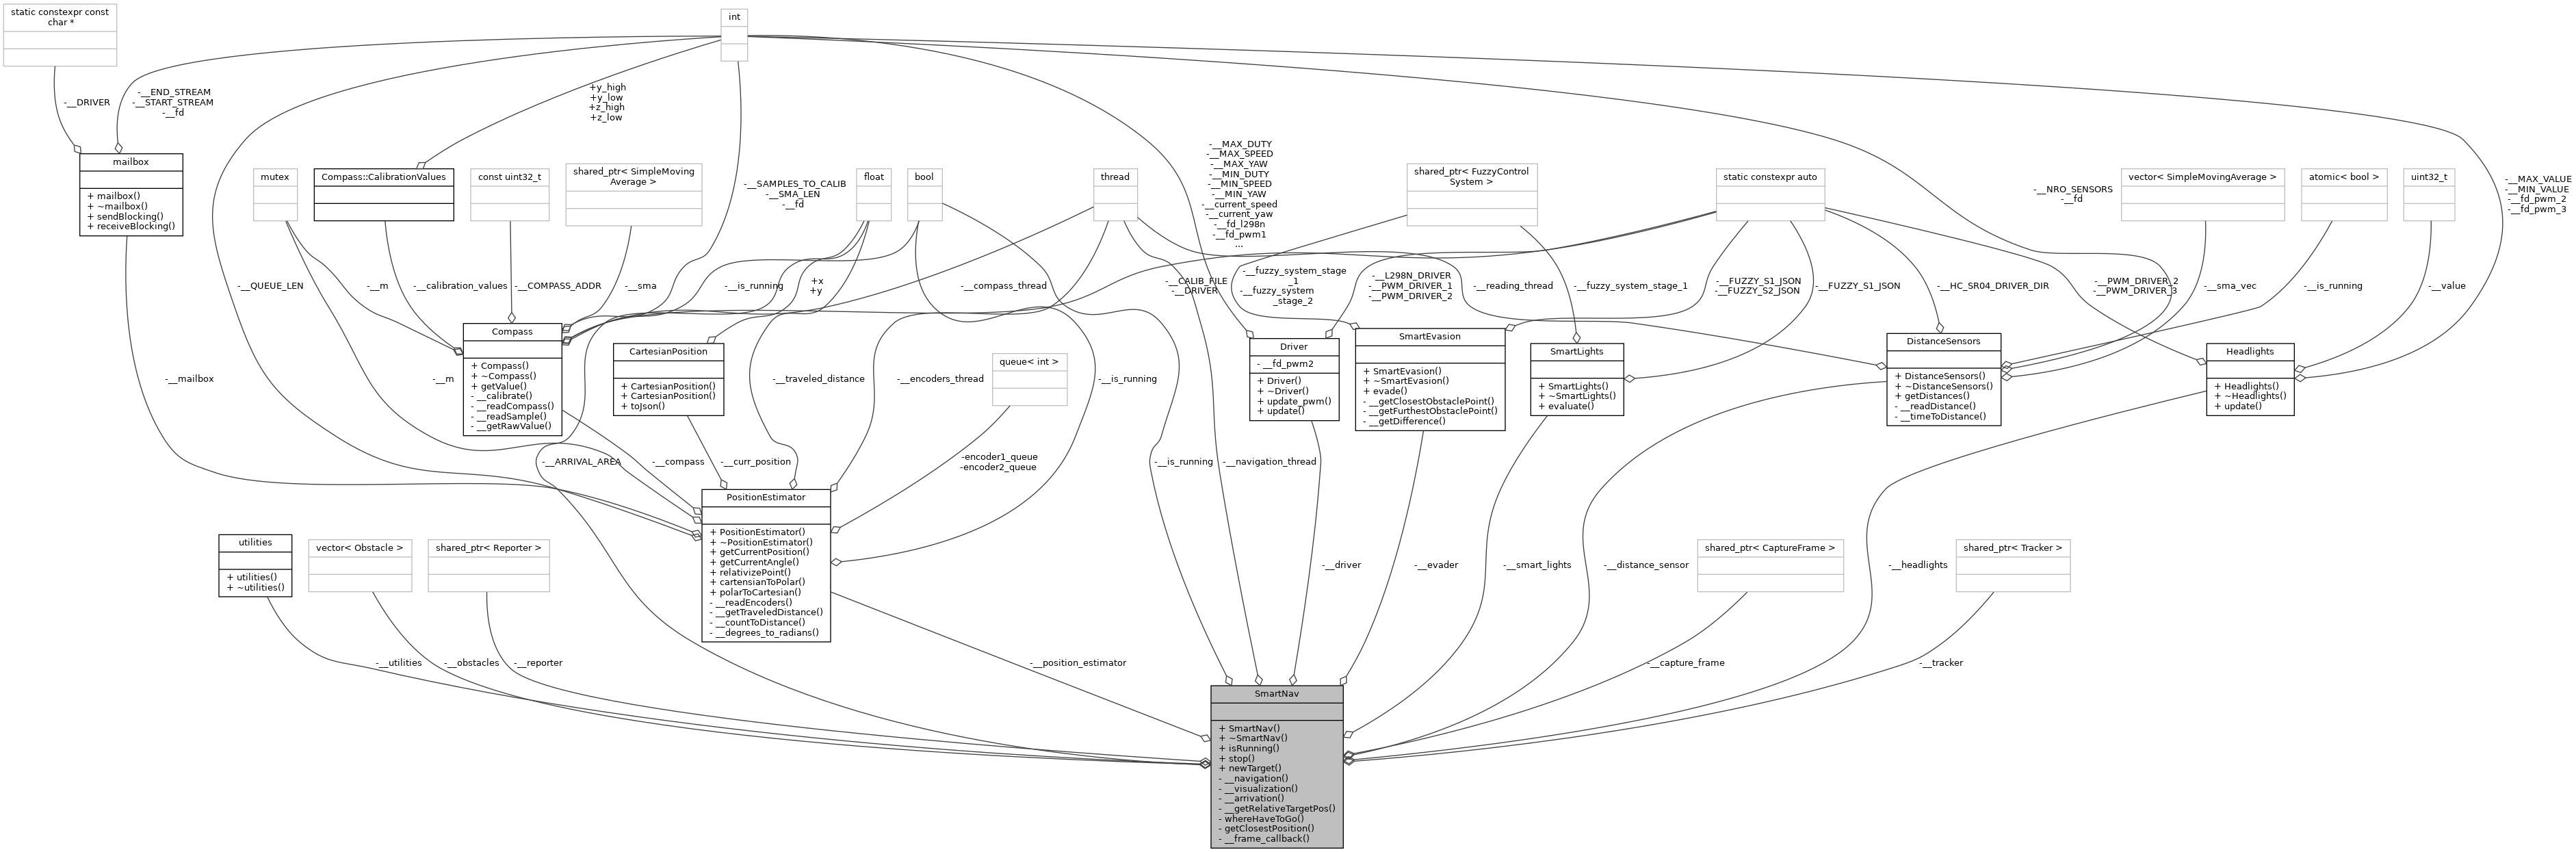 static constexpr const
char *
int
-__DRIVER
-__END_STREAM
-__START_STREAM
-__fd
+y_high
+y_low
+z_high
+z_low
mailbox
+ mailbox()
+ ~mailbox()
+ sendBlocking()
+ receiveBlocking()
mutex
Compass::CalibrationValues
const uint32_t
shared_ptr< SimpleMoving
Average >
-__SAMPLES_TO_CALIB
-__SMA_LEN
-__fd
float
bool
thread
-__MAX_DUTY
-__MAX_SPEED
-__MAX_YAW
-__MIN_DUTY
-__MIN_SPEED
-__MIN_YAW
-__current_speed
-__current_yaw
-__fd_l298n
-__fd_pwm1
...
shared_ptr< FuzzyControl
System >
static constexpr auto
-__NRO_SENSORS
-__fd
vector< SimpleMovingAverage >
atomic< bool >
uint32_t
-__MAX_VALUE
-__MIN_VALUE
-__fd_pwm_2
-__fd_pwm_3
-__QUEUE_LEN
-__m
-__calibration_values
-__COMPASS_ADDR
-__sma
-__is_running
+x
+y
-__compass_thread
-__CALIB_FILE
-__DRIVER
-__fuzzy_system_stage
_1
-__fuzzy_system
_stage_2
-__L298N_DRIVER
-__PWM_DRIVER_1
-__PWM_DRIVER_2
-__reading_thread
-__fuzzy_system_stage_1
-__FUZZY_S1_JSON
-__FUZZY_S2_JSON
-__FUZZY_S1_JSON
-__HC_SR04_DRIVER_DIR
-__PWM_DRIVER_2
-__PWM_DRIVER_3
-__sma_vec
-__is_running
-__value
Compass
+ Compass()
+ ~Compass()
+ getValue()
- __calibrate()
- __readCompass()
- __readSample()
- __getRawValue()
CartesianPosition
+ CartesianPosition()
+ CartesianPosition()
+ toJson()
queue< int >
Driver
- __fd_pwm2
+ Driver()
+ ~Driver()
+ update_pwm()
+ update()
SmartEvasion
+ SmartEvasion()
+ ~SmartEvasion()
+ evade()
- __getClosestObstaclePoint()
- __getFurthestObstaclePoint()
- __getDifference()
SmartLights
+ SmartLights()
+ ~SmartLights()
+ evaluate()
DistanceSensors
+ DistanceSensors()
+ ~DistanceSensors()
+ getDistances()
- __readDistance()
- __timeToDistance()
Headlights
+ Headlights()
+ ~Headlights()
+ update()
-__mailbox
-__m
-__traveled_distance
-__encoders_thread
-__is_running
-__ARRIVAL_AREA
-__compass
-__curr_position
-encoder1_queue
-encoder2_queue
-__is_running
-__navigation_thread
PositionEstimator
+ PositionEstimator()
+ ~PositionEstimator()
+ getCurrentPosition()
+ getCurrentAngle()
+ relativizePoint()
+ cartensianToPolar()
+ polarToCartesian()
- __readEncoders()
- __getTraveledDistance()
- __countToDistance()
- __degrees_to_radians()
utilities
+ utilities()
+ ~utilities()
vector< Obstacle >
shared_ptr< Reporter >
-__driver
-__evader
-__smart_lights
-__distance_sensor
shared_ptr< CaptureFrame >
-__headlights
shared_ptr< Tracker >
-__utilities
-__obstacles
-__reporter
-__position_estimator
-__capture_frame
-__tracker
SmartNav
+ SmartNav()
+ ~SmartNav()
+ isRunning()
+ stop()
+ newTarget()
- __navigation()
- __visualization()
- __arrivation()
- __getRelativeTargetPos()
- whereHaveToGo()
- getClosestPosition()
- __frame_callback()